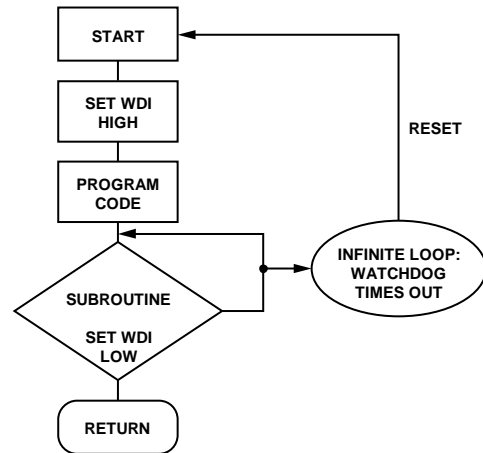 START
SET WDI
HIGH
RESET
PROGRAM
CODE
INFINITE LOOP:
WATCHDOG
TIMES OUT
SUBROUTINE
SET WDI
LOW
RETURN